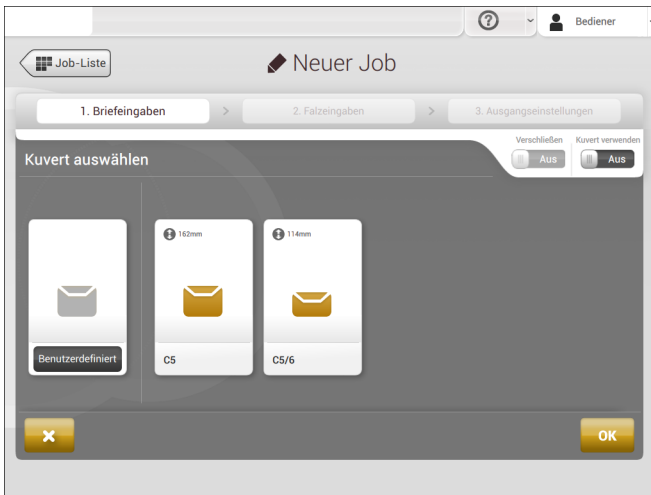 Bediener
Job-Liste
Neuer Job
1. Briefeingaben
>
2. Falzeingaben
>
3. Ausgangseinstellungen
Verschließen
Kuvert verwenden
Aus
Aus
Kuvert auswählen
162mm
114mm
Benutzerdefiniert
C5
C5/6
OK